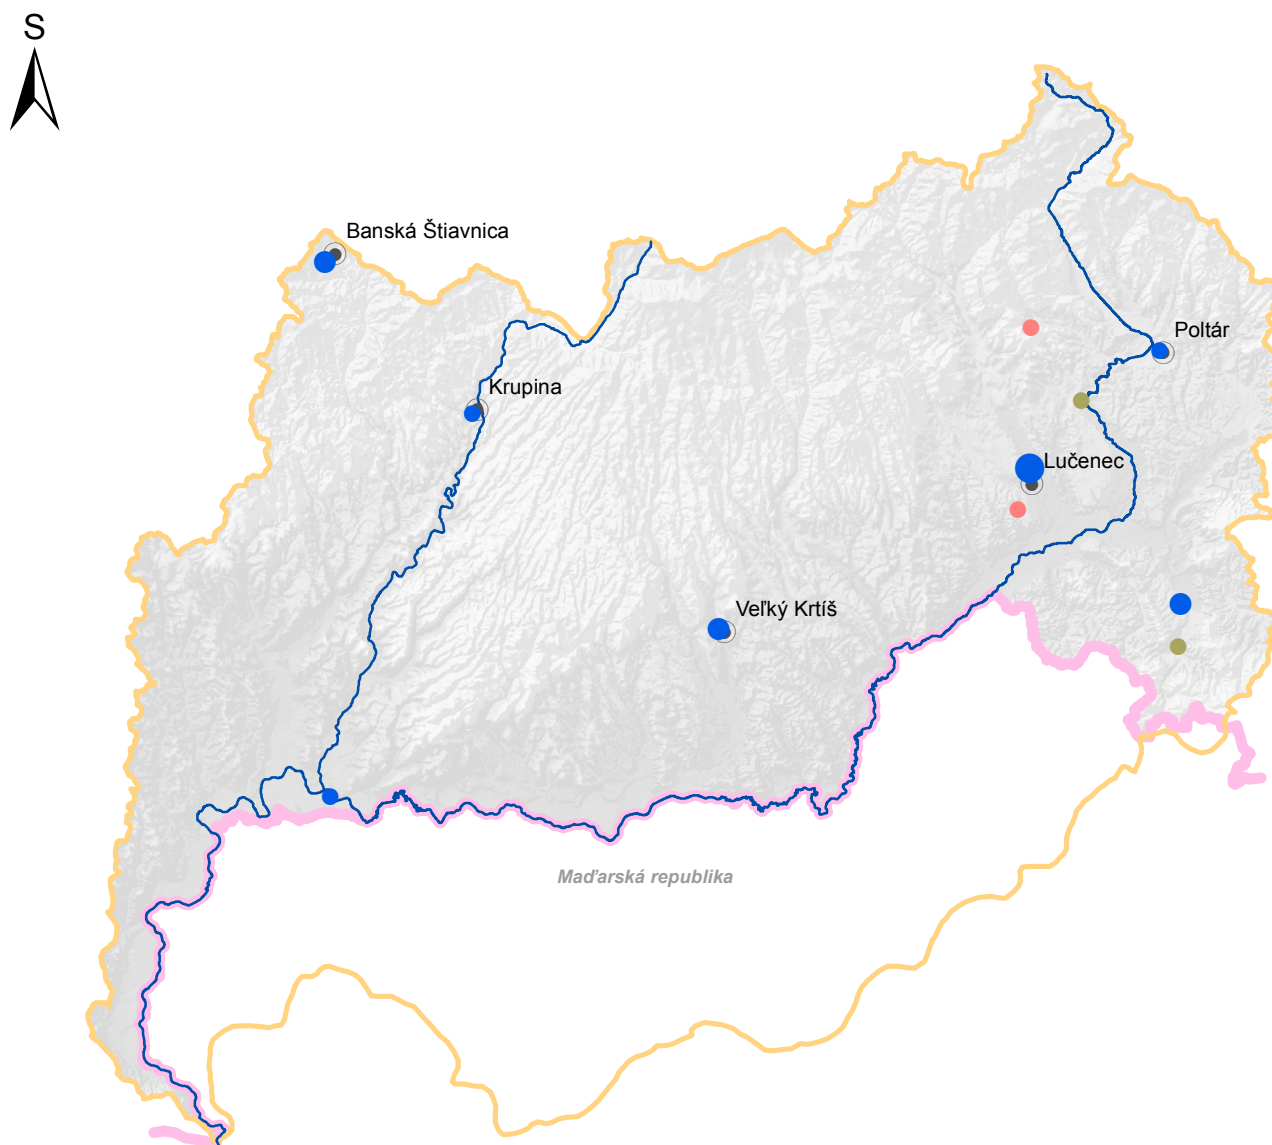 S
Banská Štiavnica
Poltár
Krupina
Lučenec
Veľký Krtíš
Maďarská republika